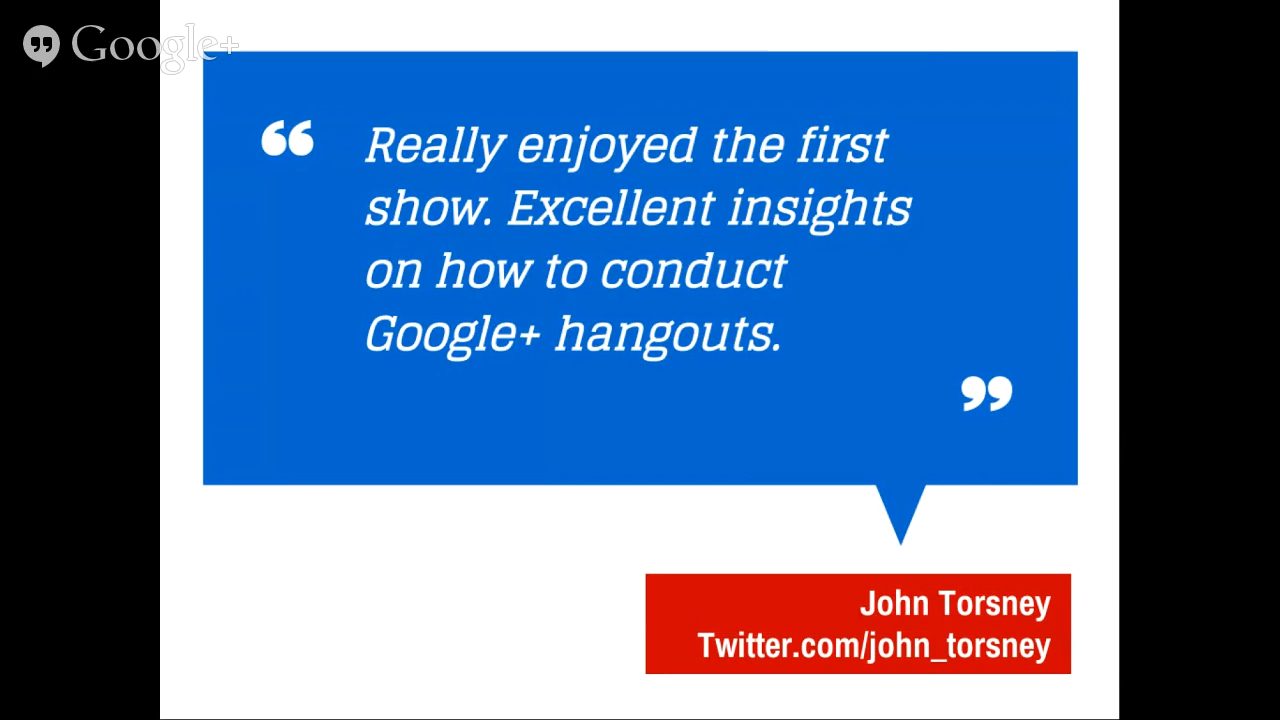 Google+
“ Really enjoyed the first
show. Excellent insights
on how to conduct
Google+ hangouts.
”
John Torsney
Twitter.com/john_torsney